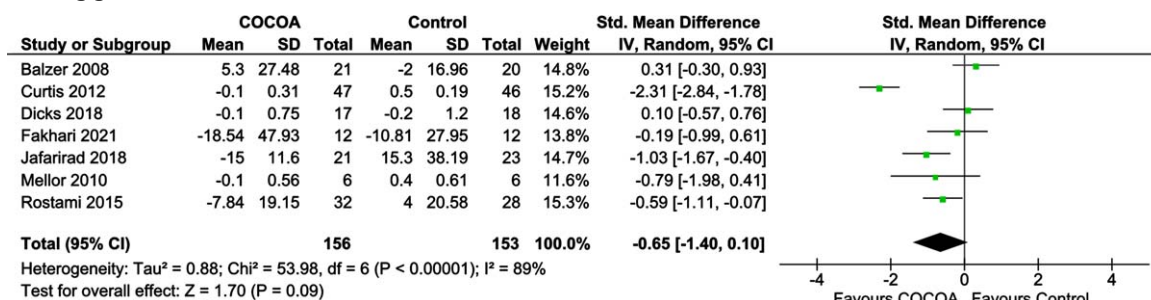 COCOA Control Std. Mean Difference Std. Mean Difference
Study or Subgroup Mean SD Total Mean SD Total Weight IV, Random, 95% CI IV, Random, 95% CI
Balzer 2008 5.3 27.48 21 -2 16.96 20 14.8% 0.31 [-0.30, 0.93]
Curtis 2012 -0.1 0.31 47 0.5 0.19 46 15.2% -2.31 [-2.84, -1.78]
Dicks 2018 -0.1 0.75 17 -0.2 1.2 18 14.6% 0.10 [-0.57, 0.76]
Fakhari 2021 -18.54 47.93 12 -10.81 27.95 12 13.8% -0.19 [-0.99, 0.61]
Jafarirad 2018 -15 11.6 21 15.3 38.19 23 14.7% -1.03 [-1.67, -0.40]
Mellor 2010 -0.1 0.56 6 0.4 0.61 6 11.6% -0.79 [-1.98, 0.41]
Rostami 2015 -7.84 19.15 32 4 20.58 28 15.3% -0.59 [-1.11, -0.07]
Total (95% CI) 156 153 100.0% -0.65 [-1.40, 0.10]
Heterogeneity: Tau² = 0.88; Chi² = 53.98, df = 6 (P < 0.00001); I² = 89%
Test for overall effect: Z = 1.70 (P = 0.09)
-4 -2 0 2 4
Favours COCOA Favours Control